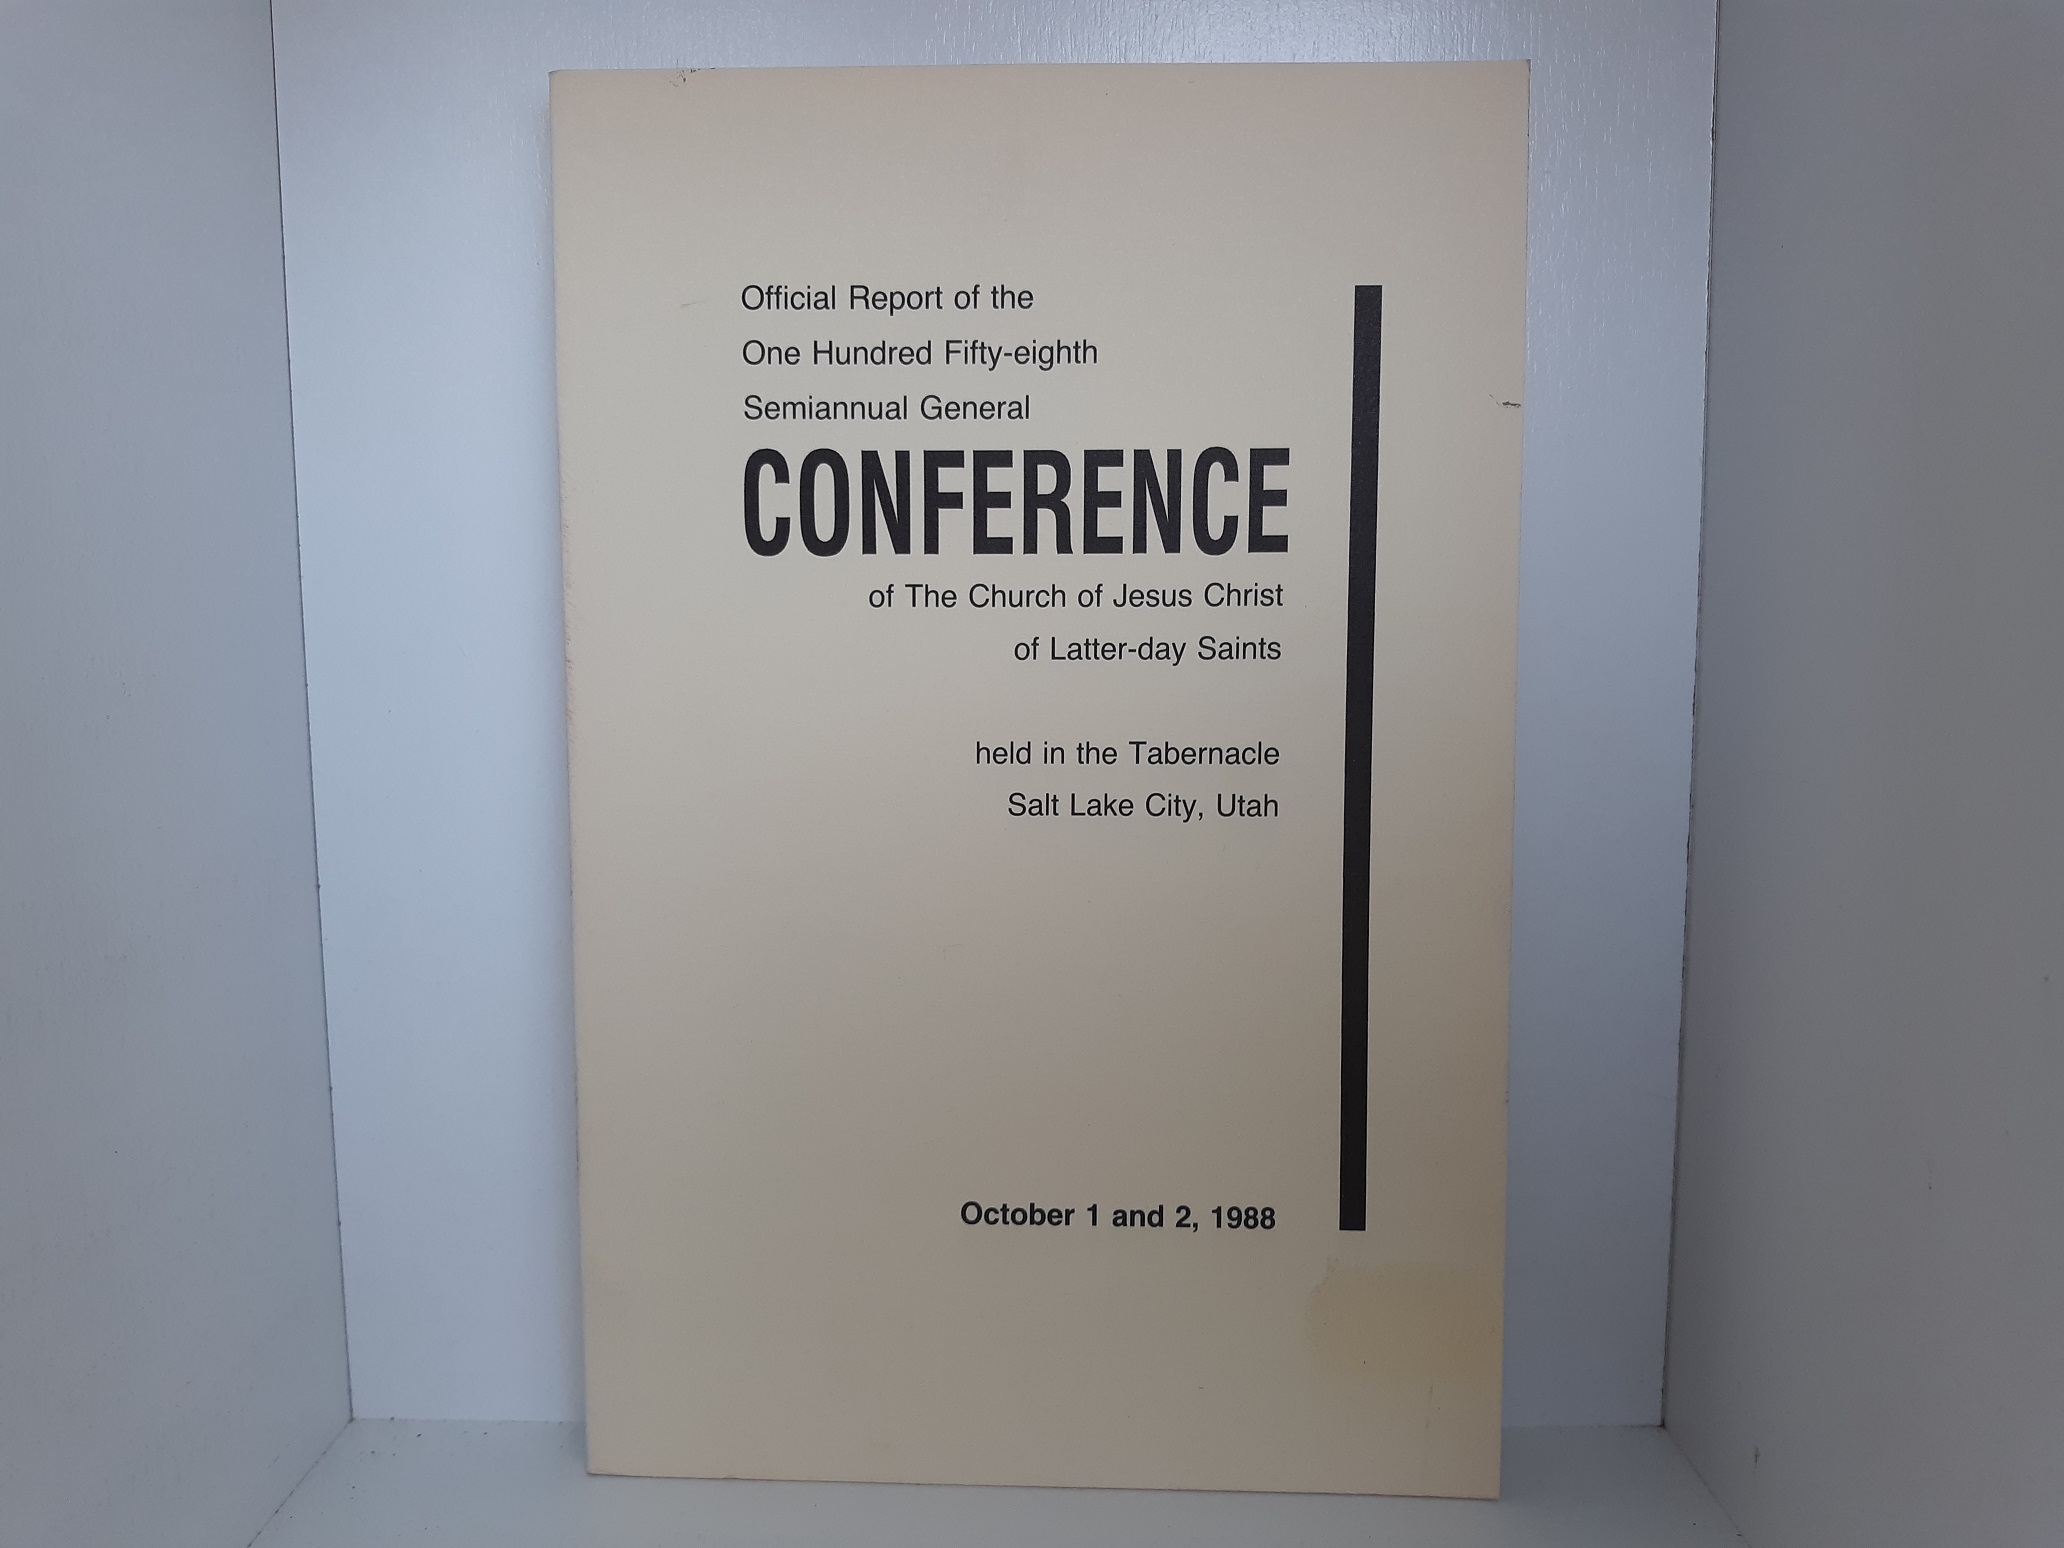 Official Report of the
One Hundred Fifty-eighth
Semiannual General
CONFERENCE
of The Church of Jesus Christ
of Latter-day Saints
held in the Tabernacle
Salt Lake City, Utah
October 1 and 2, 1988